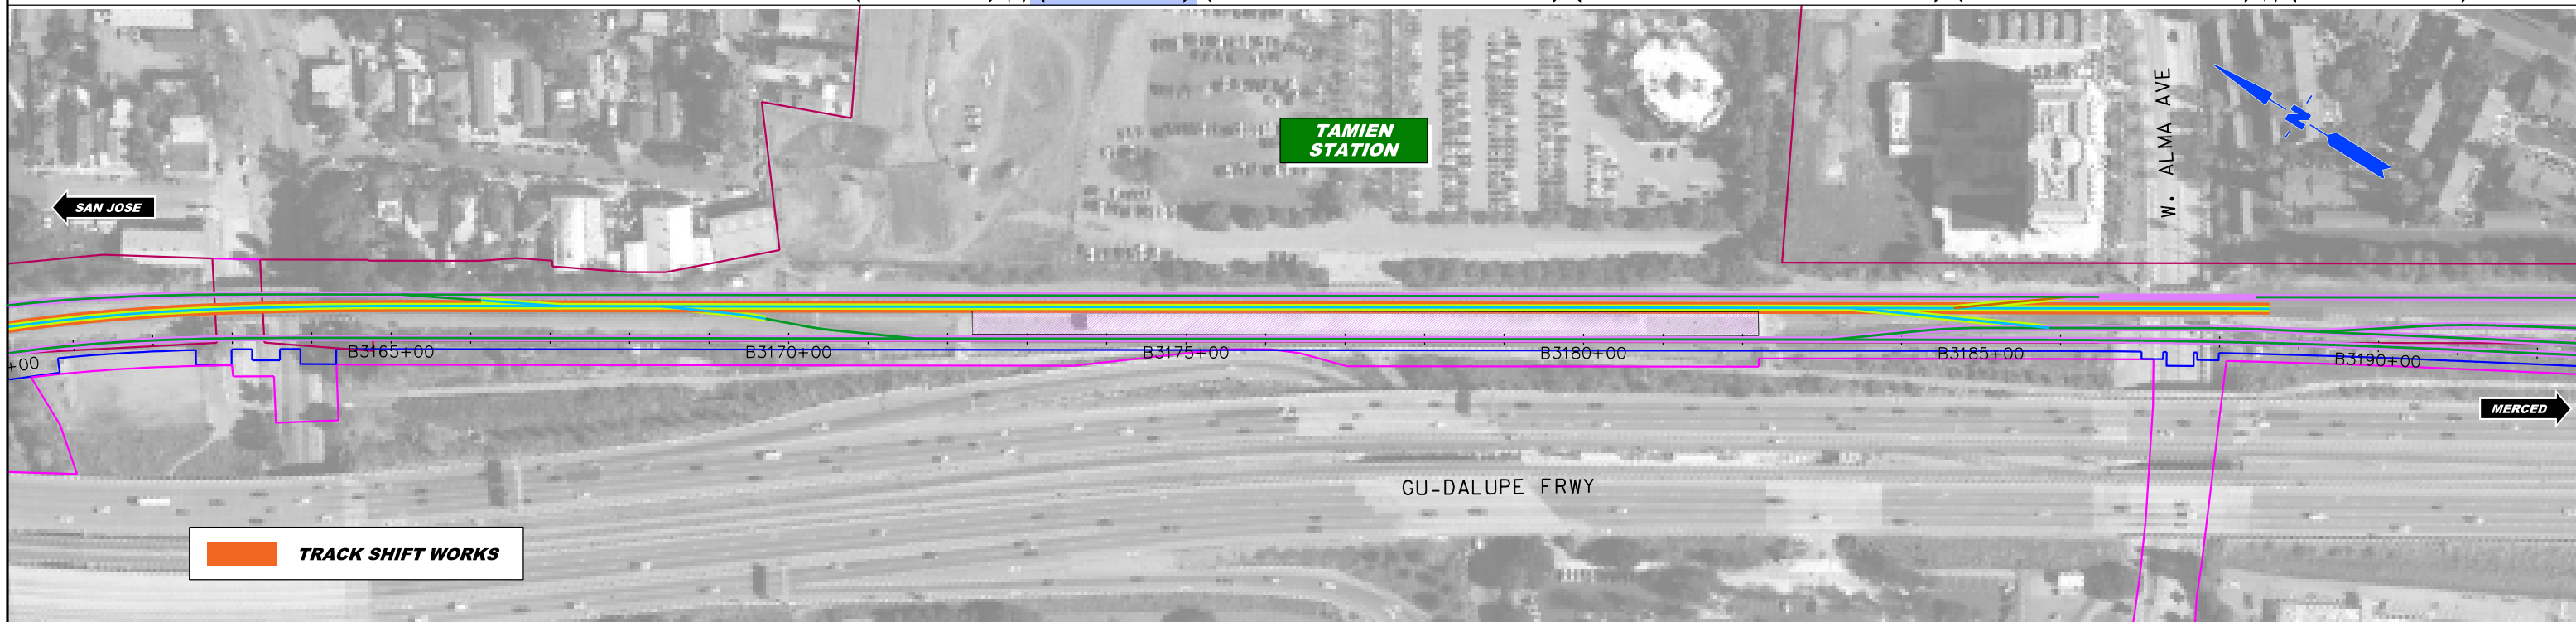 TAMIEN
STATION
W. ALMA AVE
N
SAN JOSE
+00
B3165+00
B3170+00
B3175+00
B3180+00
B3185+00
B3190+00
MERCED
GU-DALUPE FRWY
TRACK SHIFT WORKS